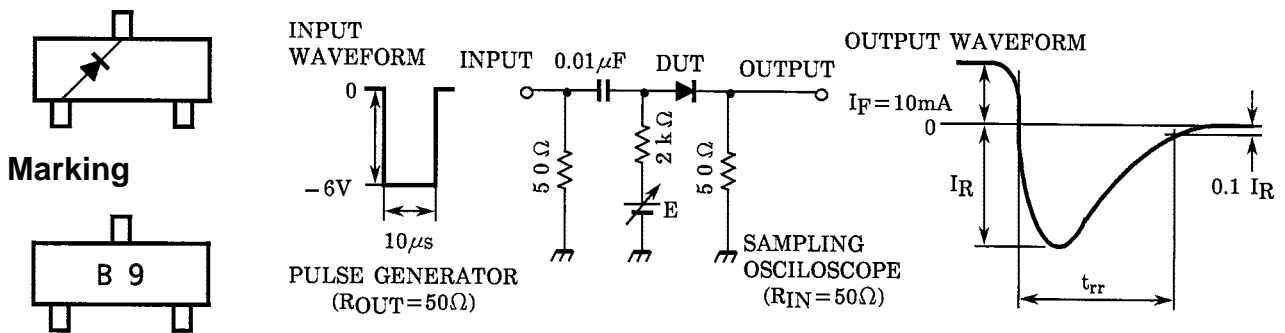 Marking
B 9
INPUT
WAVEFORM
0
−6V
10μs
PULSE GENERATOR
(ROUT=50Ω)
INPUT
0.01μF
DUT
OUTPUT
50Ω
2kΩ
E
50Ω
SAMPLING
OSCILOSCOPE
(RIN=50Ω)
OUTPUT WAVEFORM
IF=10mA
0
IR
0.1 IR
trr